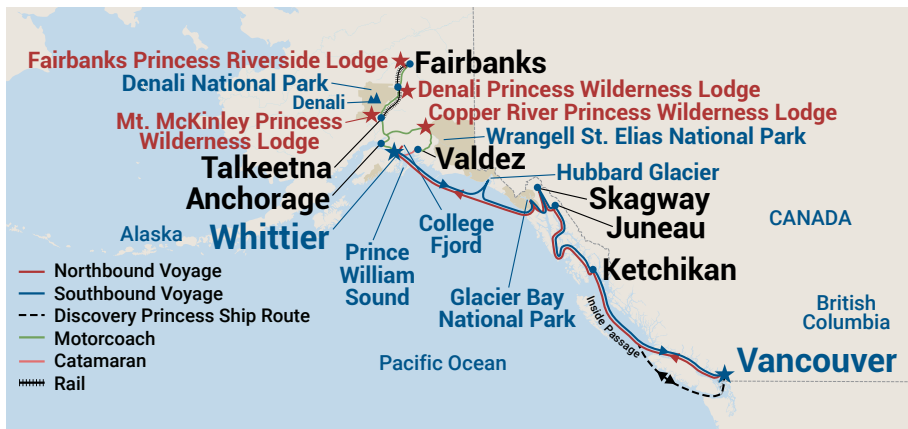 Fairbanks Princess Riverside Lodge
Fairbanks
Denali National Park
Denali
Denali Princess Wilderness Lodge
Copper River Princess Wilderness Lodge
Mt. McKinley Princess
Wilderness Lodge
Wrangell St. Elias National Park
Talkeetna
Valdez
Hubbard Glacier
Anchorage
Skagway
Whittier
College
Fjord
Juneau
CANADA
Alaska
Prince
William
Sound
Ketchikan
Glacier Bay
National Park
Inside Passage
British
Columbia
Northbound Voyage
Southbound Voyage
Discovery Princess Ship Route
Motorcoach
Catamaran
Rail
Pacific Ocean
Vancouver